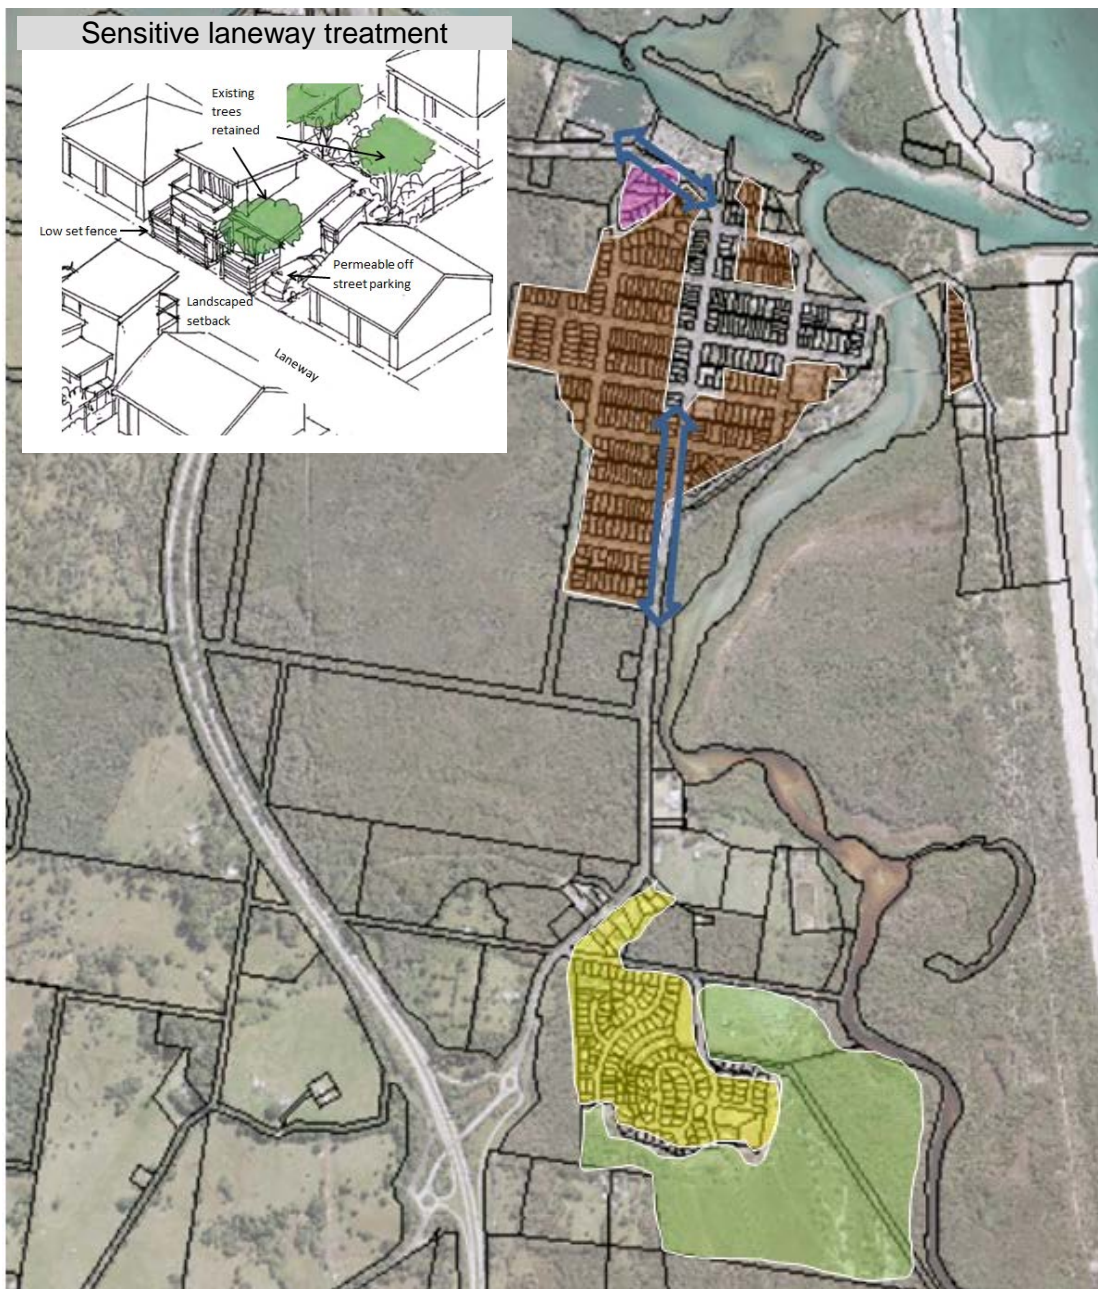 Sensitive laneway treatment
Existing
trees
retained
Low set fence
Permeable off
street parking
Landscaped
setback
Laneway